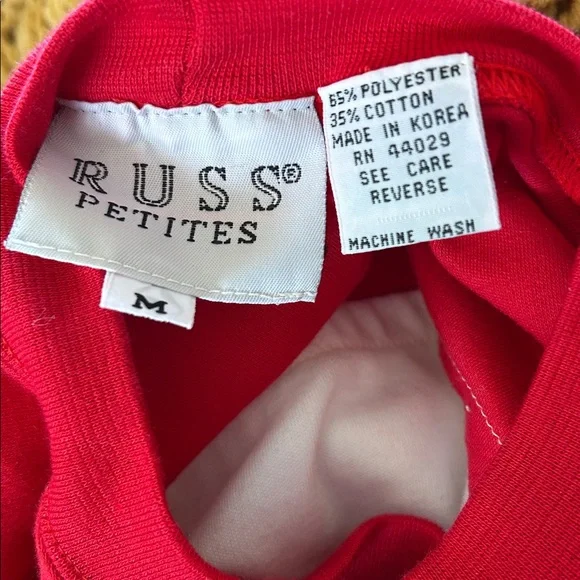 RUSS®
PETITES
M
65% POLYESTER
35% COTTON
MADE IN KOREA
RN 44029
SEE CARE
REVERSE
MACHINE WASH